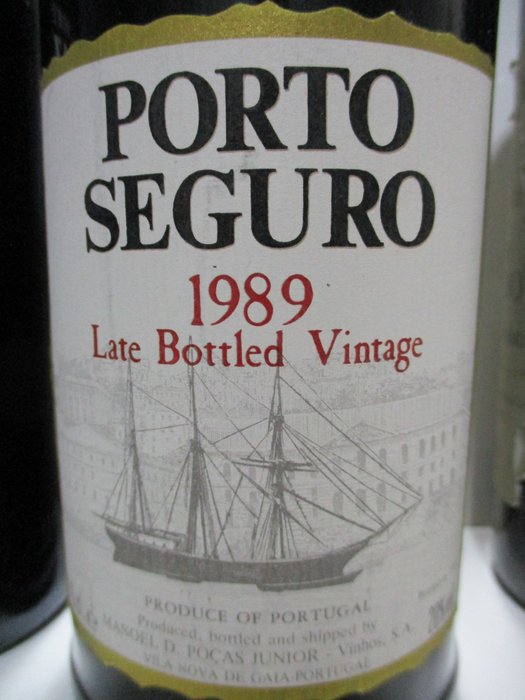 PORTO
SEGURO
1989
Late Bottled Vintage
PRODUCE OF PORTUGAL
Produced, bottled and shipped by
MANOEL D. POÇAS JUNIOR - Vinhos, S.A.
VILA NOVA DE GAIA-PORTUGAL